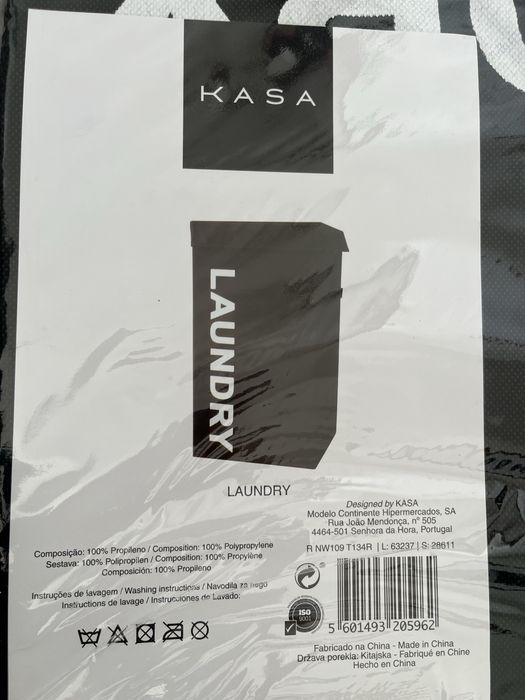 KASA
LAUNDRY
LAUNDRY
Designed by KASA
Modelo Continente Hipermercados, SA
Rua João Mendonça, nº 505
4464-501 Senhora da Hora, Portugal
R NW109 T134R | L: 63237 | S: 28611
Composição: 100% Propileno / Composition: 100% Polypropylene
Sestava: 100% Polipropilen / Composition: 100% Propylène
Composición: 100% Propileno
Instruções de lavagem / Washing instructions / Navodila za nego
Instructions de lavage / Instrucciones de Lavado:
ISO
9001
5 601493 205962
Fabricado na China - Made in China
Država porekla: Kitajska - Fabriqué en Chine
Hecho en China